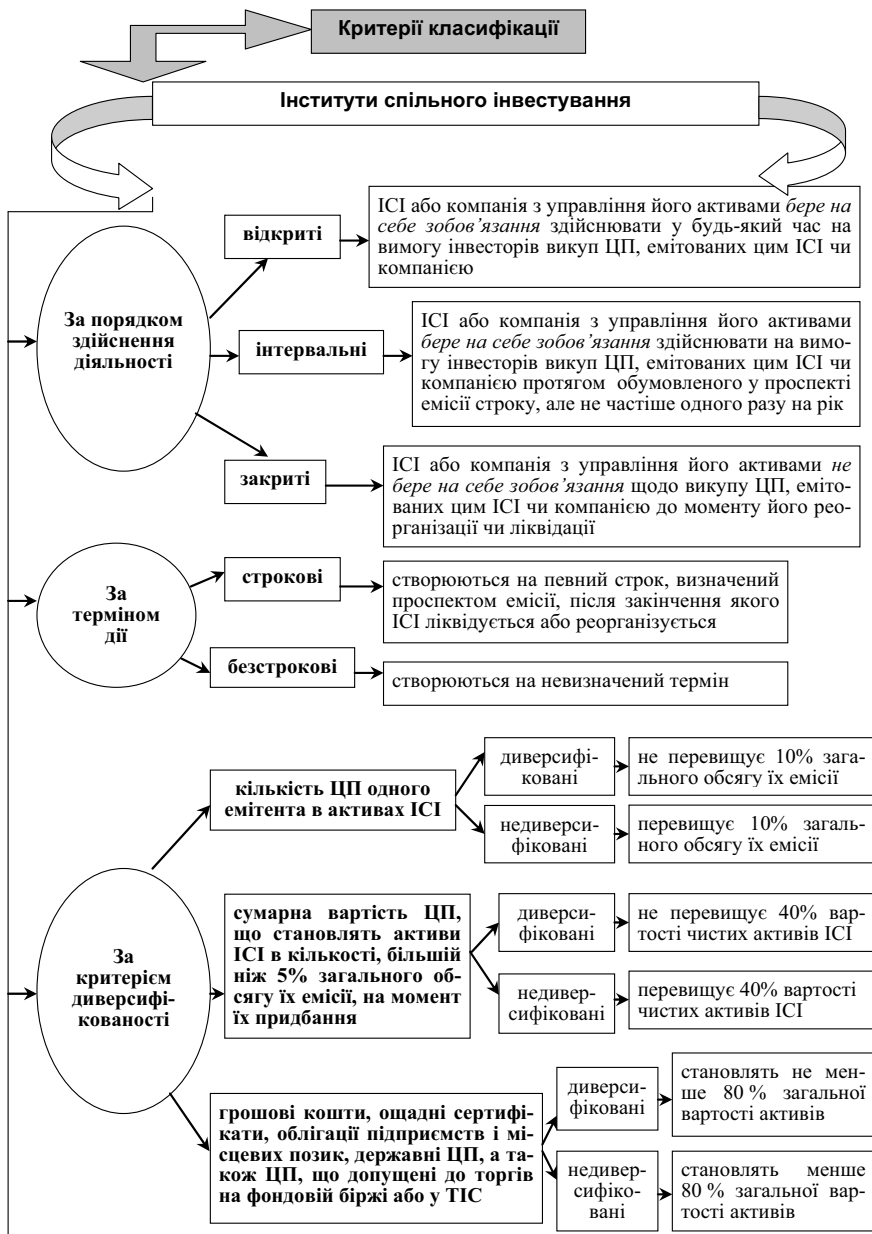 Критерії класифікації
Інститути спільного інвестування
За порядком
здійснення
діяльності
відкриті
ІСІ або компанія з управління його активами бере на
себе зобов’язання здійснювати у будь-який час на
вимогу інвесторів викуп ЦП, емітованих цим ІСІ чи
компанією
інтервальні
ІСІ або компанія з управління його активами
бере на себе зобов’язання здійснювати на вимо-
гу інвесторів викуп ЦП, емітованих цим ІСІ чи
компанією протягом обумовленого у проспекті
емісії строку, але не частіше одного разу на рік
закриті
ІСІ або компанія з управління його активами не
бере на себе зобов’язання щодо викупу ЦП, еміто-
ваних цим ІСІ чи компанією до моменту його рео-
рганізації чи ліквідації
За
терміном
дії
строкові
створюються на певний строк, визначений
проспектом емісії, після закінчення якого
ІСІ ліквідується або реорганізується
безстрокові
створюються на невизначений термін
За
критерієм
диверсифі-
кованості
кількість ЦП одного
емітента в активах ІСІ
диверсифі-
ковані
не перевищує 10% зага-
льного обсягу їх емісії
недиверси-
фіковані
перевищує 10% загаль-
ного обсягу їх емісії
сумарна вартість ЦП,
що становлять активи
ІСІ в кількості, більшій
ніж 5% загального об-
сягу їх емісії, на момент
їх придбання
диверси-
фіковані
не перевищує 40% вар-
тості чистих активів ІСІ
недивер-
сифіковані
перевищує 40% вартості
чистих активів ІСІ
грошові кошти, ощадні сертифі-
кати, облігації підприємств і мі-
сцевих позик, державні ЦП, а та-
кож ЦП, що допущені до торгів
на фондовій біржі або у ТІС
диверси-
фіковані
становлять не мен-
ше 80 % загальної
вартості активів
недивер-
сифіко-
вані
становлять менше
80 % загальної вар-
тості активів